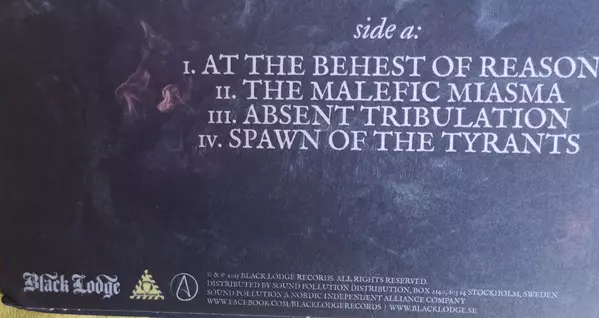 side a:
I. AT THE BEHEST OF REASON
II. THE MALEFIC MIASMA
III. ABSENT TRIBULATION
IV. SPAWN OF THE TYRANTS
Black Lodge
© & ℗ 2015 BLACK LODGE RECORDS. ALL RIGHTS RESERVED.
DISTRIBUTED BY SOUND POLLUTION DISTRIBUTION, BOX STOCKHOLM, SWEDEN
SOUND POLLUTION A NORDIC INDEPENDENT ALLIANCE COMPANY
WWW.FACEBOOK.COM/BLACKLODGERECORDS | WWW.BLACKLODGE.SE